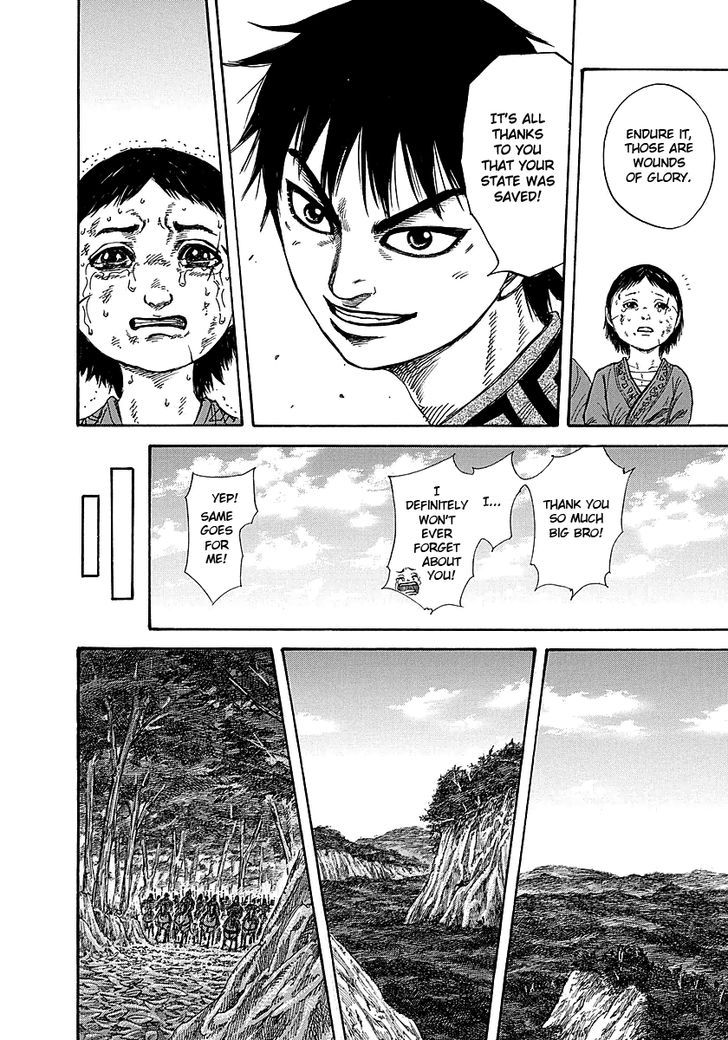 ENDURE IT,
THOSE ARE
WOUNDS
OF
GLORY.
IT'S ALL
THANKS
TO YOU
THAT YOUR
STATE WAS
SAVED!
THANK YOU
SO MUCH
BIG BRO!
I...
I
DEFINITELY
WON'T
EVER
FORGET
ABOUT
YOU!
YEP!
SAME
GOES
FOR
ME!